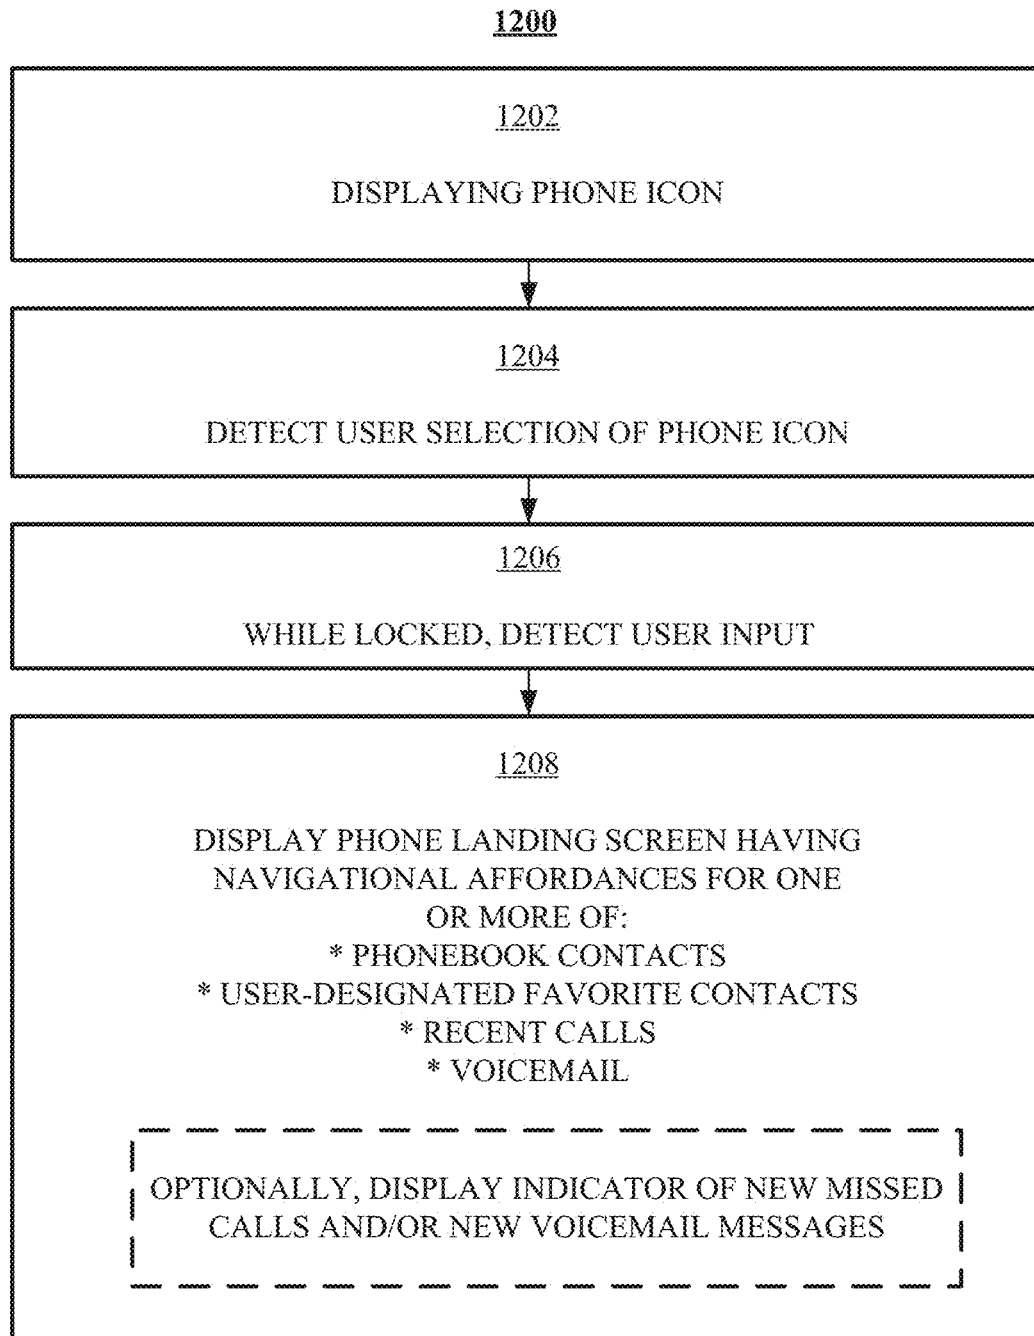 1200
1202
DISPLAYING PHONE ICON
1204
DETECT USER SELECTION OF PHONE ICON
1206
WHILE LOCKED, DETECT USER INPUT
1208
DISPLAY PHONE LANDING SCREEN HAVING
NAVIGATIONAL AFFORDANCES FOR ONE
OR MORE OF:
* PHONEBOOK CONTACTS
* USER-DESIGNATED FAVORITE CONTACTS
* RECENT CALLS
* VOICEMAIL
OPTIONALLY, DISPLAY INDICATOR OF NEW MISSED
CALLS AND/OR NEW VOICEMAIL MESSAGES